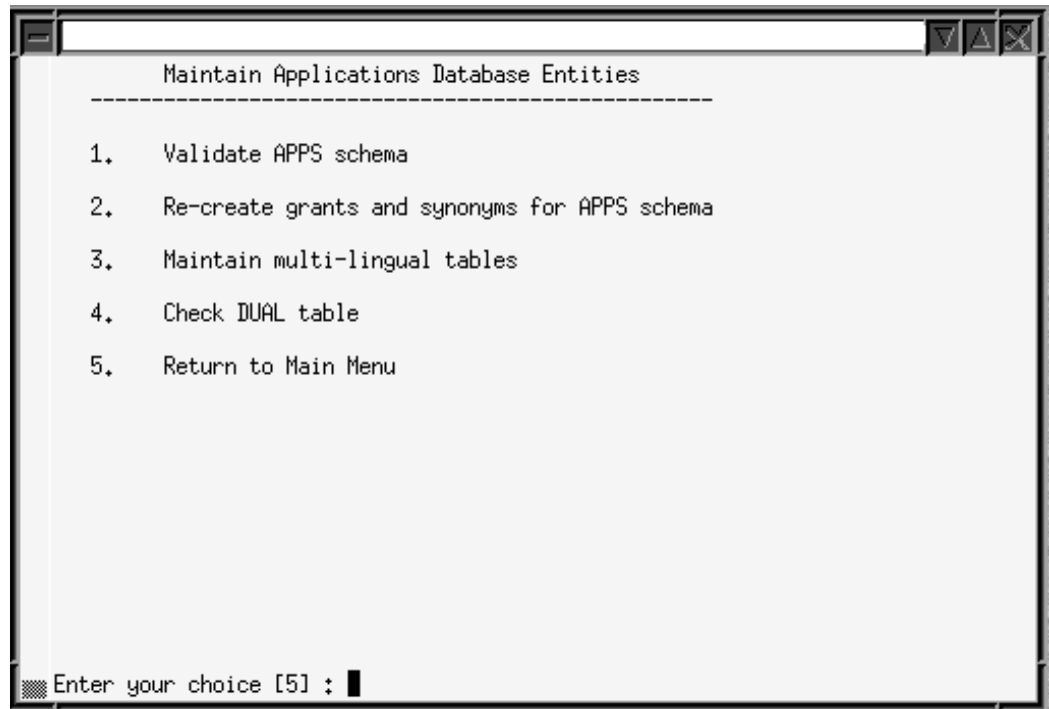 Maintain Applications Database Entities
---------------------------------------------------
1. Validate APPS schema
2. Re-create grants and synonyms for APPS schema
3. Maintain multi-lingual tables
4. Check DUAL table
5. Return to Main Menu
Enter your choice [5] :